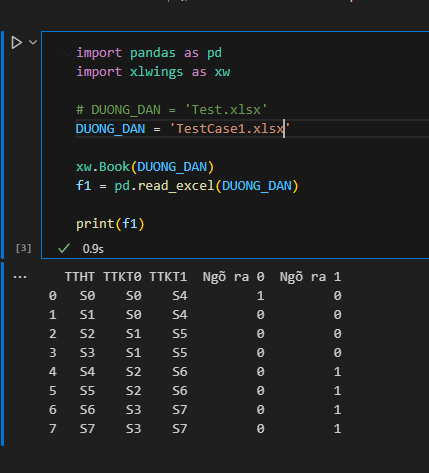 import pandas as pd
import xlwings as xw
# DUONG_DAN = 'Test.xlsx'
DUONG_DAN = 'TestCase1.xlsx'
xw.Book(DUONG_DAN)
f1 = pd.read_excel(DUONG_DAN)
print(f1)
[3] 0.9s
... TTHT TTKT0 TTKT1 Ngõ ra 0 Ngõ ra 1
0 S0 S0 S4 1 0
1 S1 S0 S4 0 0
2 S2 S1 S5 0 0
3 S3 S1 S5 0 0
4 S4 S2 S6 0 1
5 S5 S2 S6 0 1
6 S6 S3 S7 0 1
7 S7 S3 S7 0 1